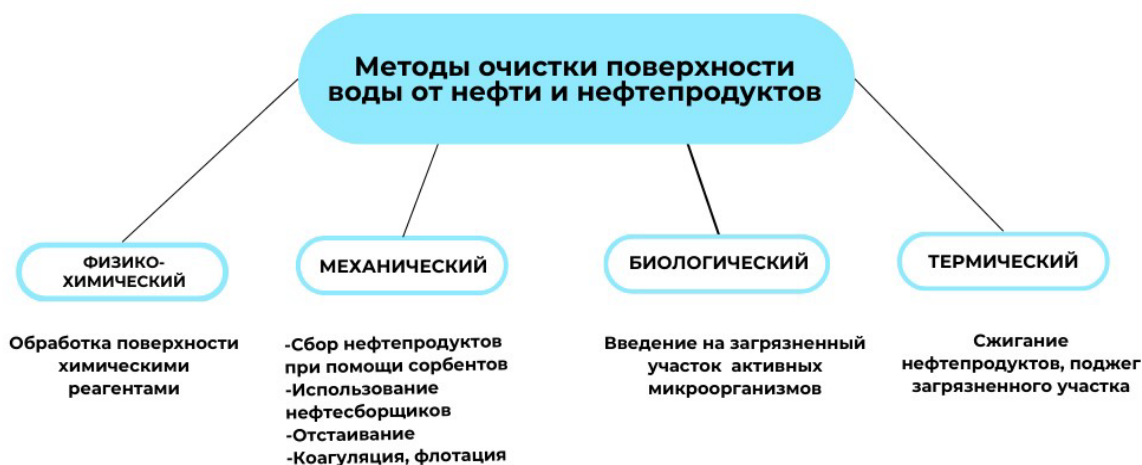 Методы очистки поверхности
воды от нефти и нефтепродуктов
ФИЗИКО-
ХИМИЧЕСКИЙ
Обработка поверхности
химическими
реагентами
МЕХАНИЧЕСКИЙ
-Сбор нефтепродуктов
при помощи сорбентов
-Использование
нефтесборщиков
-Отстаивание
-Коагуляция, флотация
БИОЛОГИЧЕСКИЙ
Введение на загрязненный
участок активных
микроорганизмов
ТЕРМИЧЕСКИЙ
Сжигание
нефтепродуктов, поджег
загрязненного участка